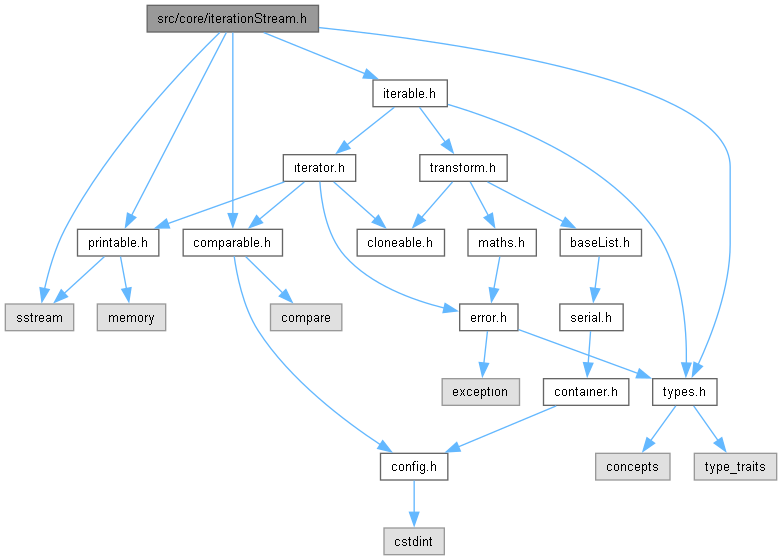 src/core/iterationStream.h
iterable.h
iterator.h
transform.h
printable.h
comparable.h
cloneable.h
maths.h
baseList.h
sstream
memory
compare
error.h
serial.h
exception
container.h
types.h
config.h
concepts
type_traits
cstdint